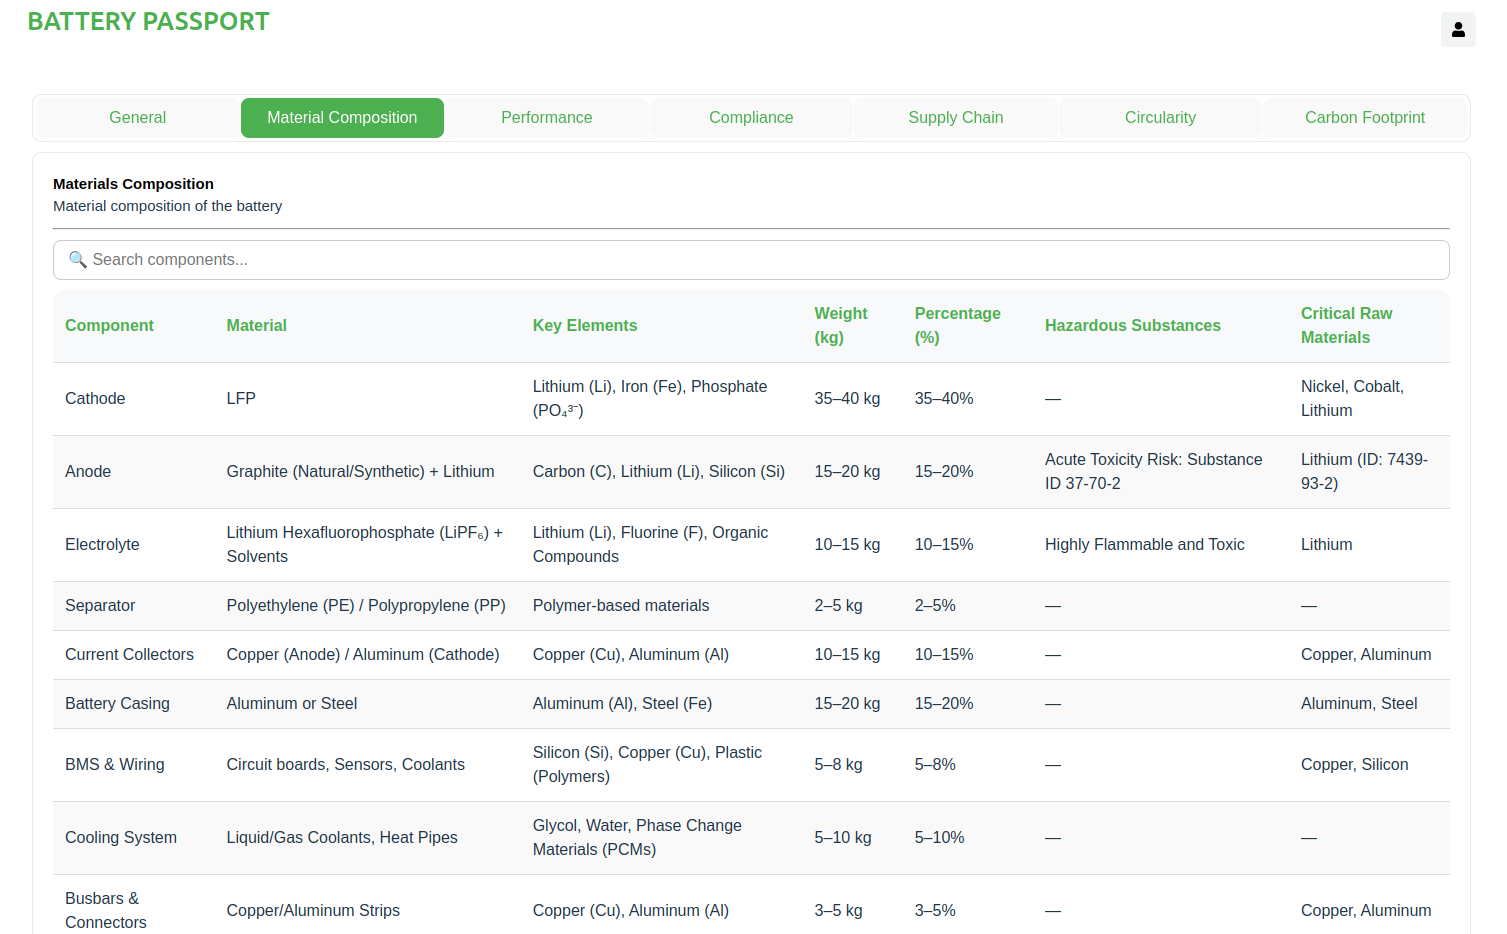 BATTERY PASSPORT
General Material Composition Performance Compliance Supply Chain Circularity Carbon Footprint
Materials Composition
Material composition of the battery
🔍 Search components...
Component Material Key Elements Weight (kg) Percentage (%) Hazardous Substances Critical Raw Materials
Cathode LFP Lithium (Li), Iron (Fe), Phosphate (PO₄³⁻) 35–40 kg 35–40% — Nickel, Cobalt, Lithium
Anode Graphite (Natural/Synthetic) + Lithium Carbon (C), Lithium (Li), Silicon (Si) 15–20 kg 15–20% Acute Toxicity Risk: Substance ID 37-70-2 Lithium (ID: 7439-93-2)
Electrolyte Lithium Hexafluorophosphate (LiPF₆) + Solvents Lithium (Li), Fluorine (F), Organic Compounds 10–15 kg 10–15% Highly Flammable and Toxic Lithium
Separator Polyethylene (PE) / Polypropylene (PP) Polymer-based materials 2–5 kg 2–5% — —
Current Collectors Copper (Anode) / Aluminum (Cathode) Copper (Cu), Aluminum (Al) 10–15 kg 10–15% — Copper, Aluminum
Battery Casing Aluminum or Steel Aluminum (Al), Steel (Fe) 15–20 kg 15–20% — Aluminum, Steel
BMS & Wiring Circuit boards, Sensors, Coolants Silicon (Si), Copper (Cu), Plastic (Polymers) 5–8 kg 5–8% — Copper, Silicon
Cooling System Liquid/Gas Coolants, Heat Pipes Glycol, Water, Phase Change Materials (PCMs) 5–10 kg 5–10% — —
Busbars & Connectors Copper/Aluminum Strips Copper (Cu), Aluminum (Al) 3–5 kg 3–5% — Copper, Aluminum